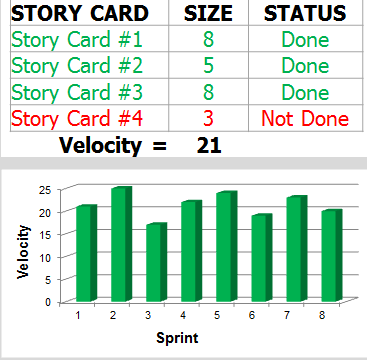 STORY CARD SIZE STATUS
Story Card #1 8 Done
Story Card #2 5 Done
Story Card #3 8 Done
Story Card #4 3 Not Done
Velocity = 21
25
20
15
10
5
0
Velocity
1 2 3 4 5 6 7 8
Sprint